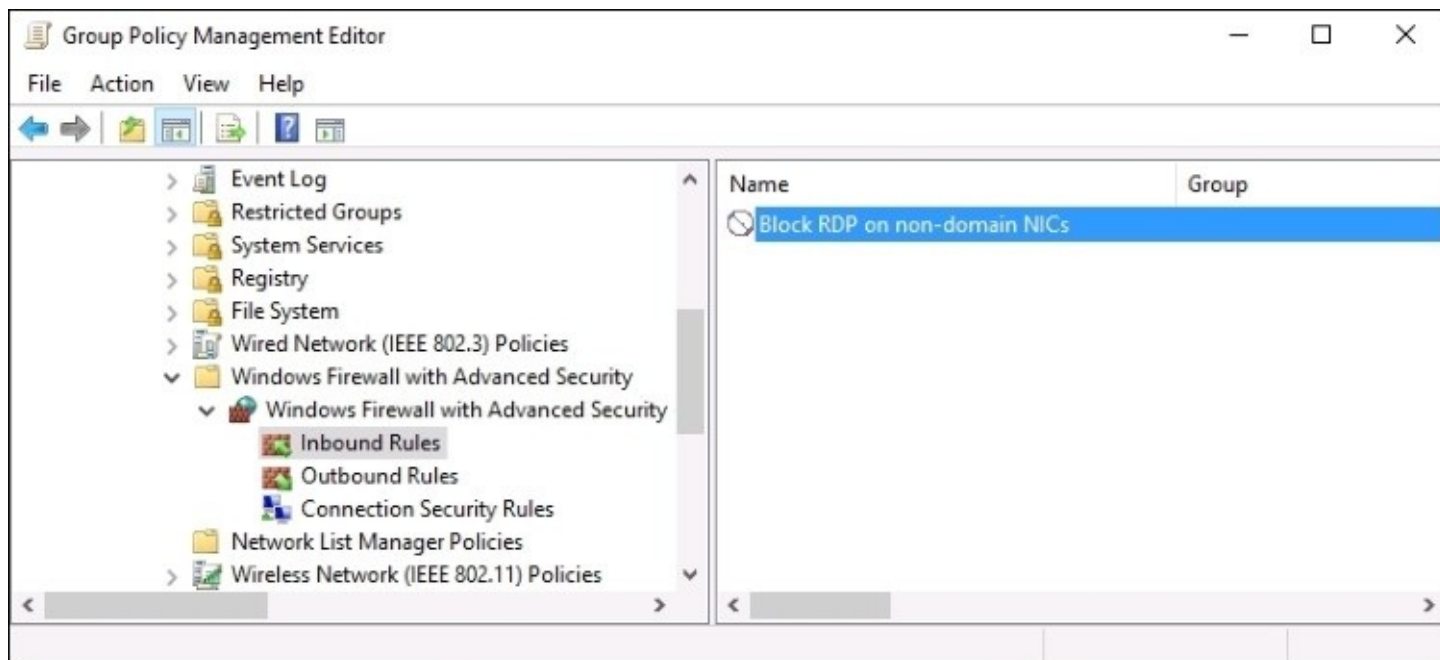 Group Policy Management Editor
File Action View Help
Event Log
Restricted Groups
System Services
Registry
File System
Wired Network (IEEE 802.3) Policies
Windows Firewall with Advanced Security
Windows Firewall with Advanced Security
Inbound Rules
Outbound Rules
Connection Security Rules
Network List Manager Policies
Wireless Network (IEEE 802.11) Policies
Name Group
Block RDP on non-domain NICs